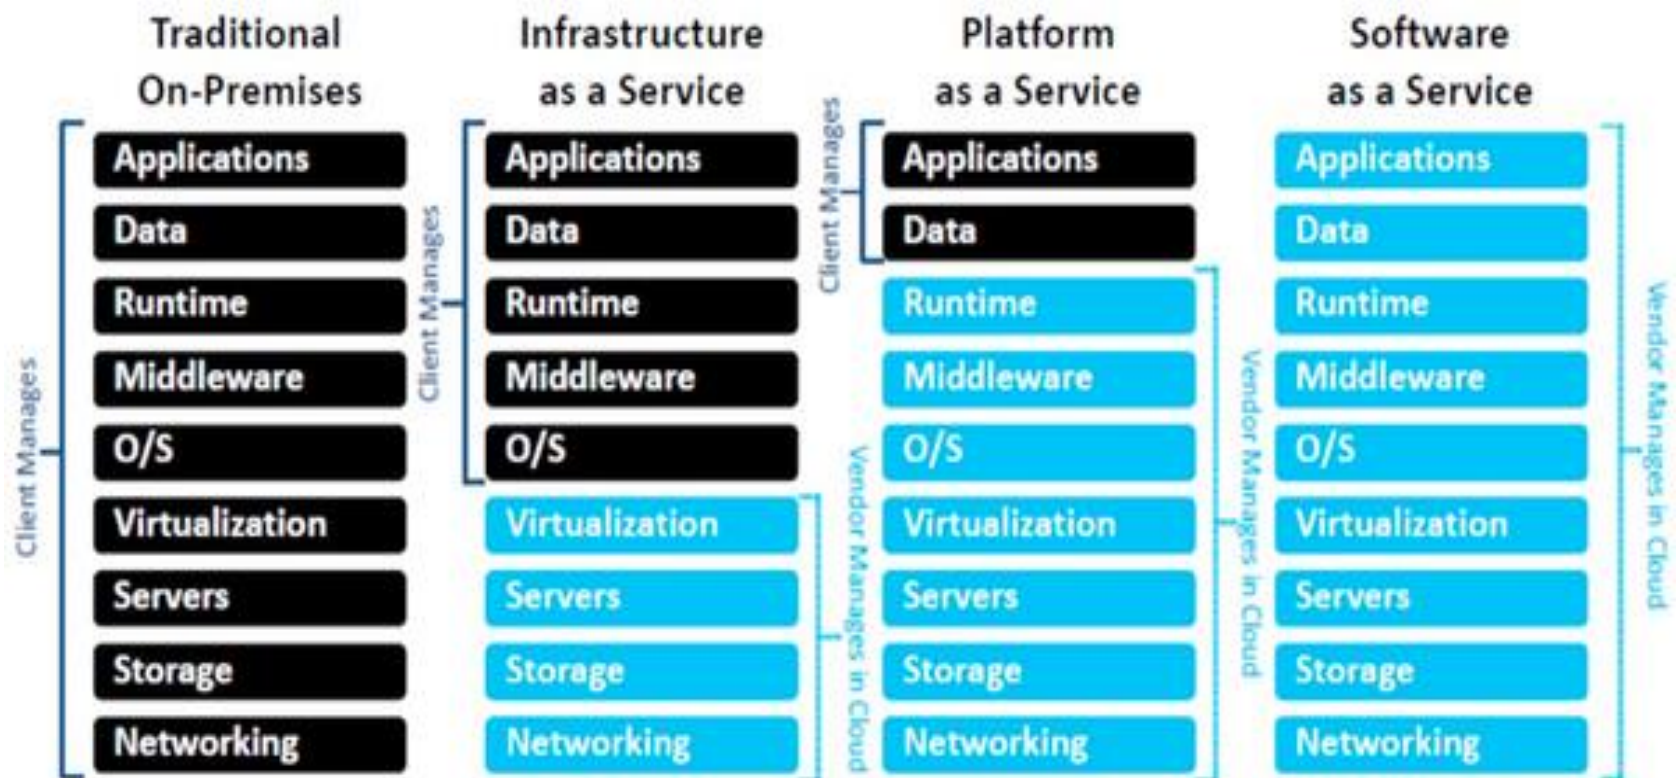 Traditional
On-Premises
Client Manages
Applications
Data
Runtime
Middleware
O/S
Virtualization
Servers
Storage
Networking
Infrastructure
as a Service
Client Manages
Applications
Data
Runtime
Middleware
O/S
Virtualization
Servers
Storage
Networking
Vendor Manages in Cloud
Platform
as a Service
Client Manages
Applications
Data
Runtime
Middleware
O/S
Virtualization
Servers
Storage
Networking
Vendor Manages in Cloud
Software
as a Service
Applications
Data
Runtime
Middleware
O/S
Virtualization
Servers
Storage
Networking
Vendor Manages in Cloud